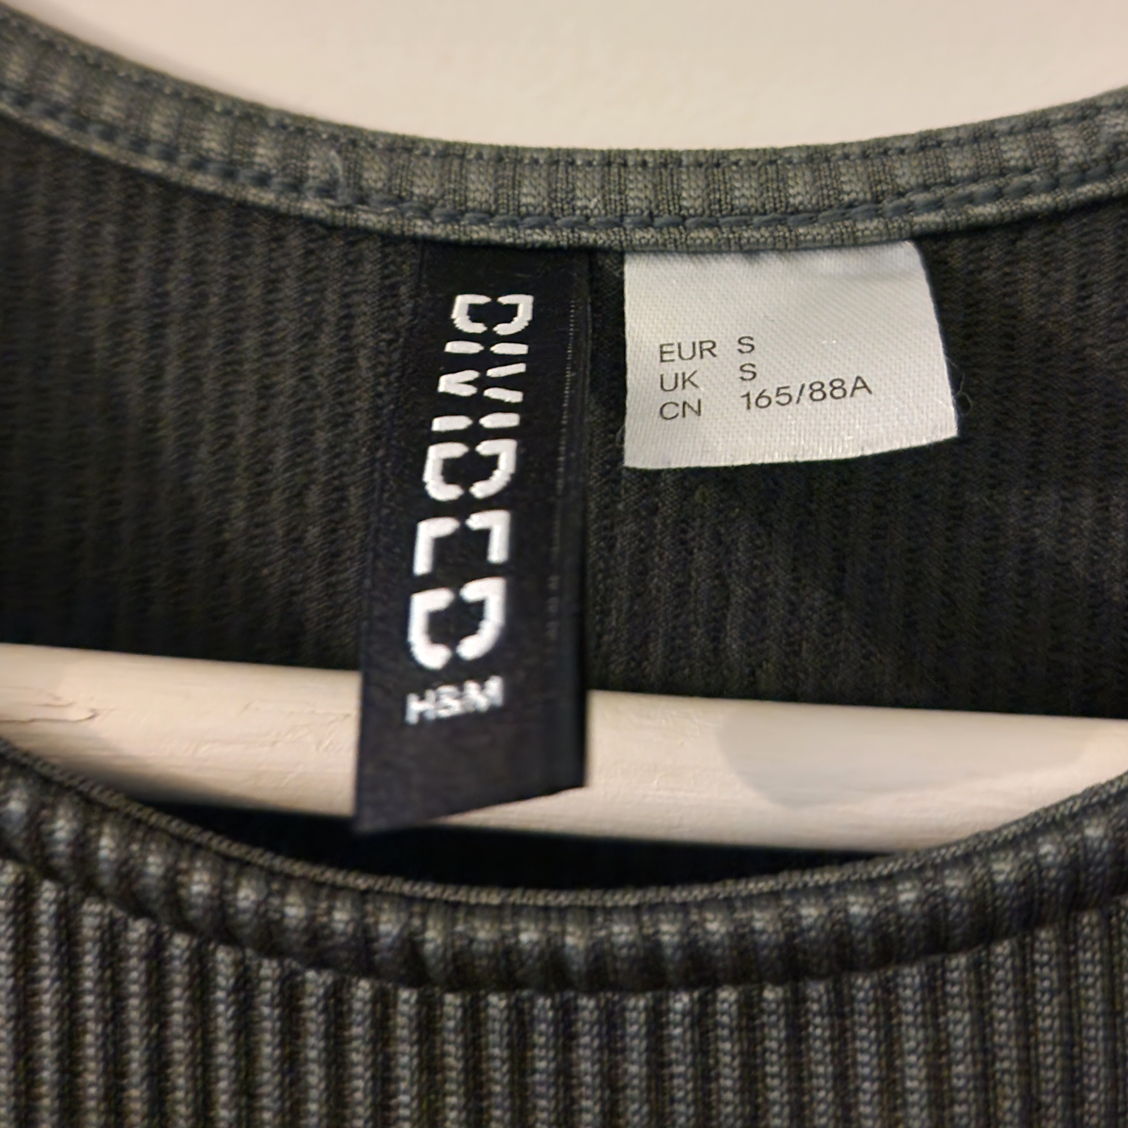 DIVIDED
H&M
EUR S
UK S
CN 165/88A